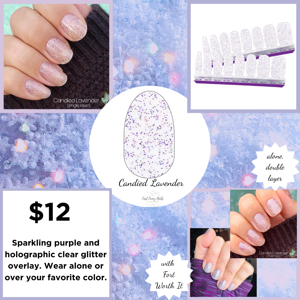 Candied Lavender
(single layer)
Candied Lavender
alone,
double
layer
$12
Sparkling purple and
holographic clear glitter
overlay. Wear alone or
over your favorite color.
with
Fort
Worth It